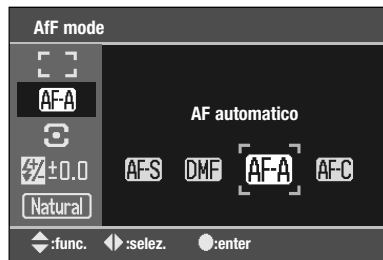 AfF mode
AF-A
AF automatico
±0.0
AF-S DMF AF-A AF-C
Natural
:func. :selez. :enter